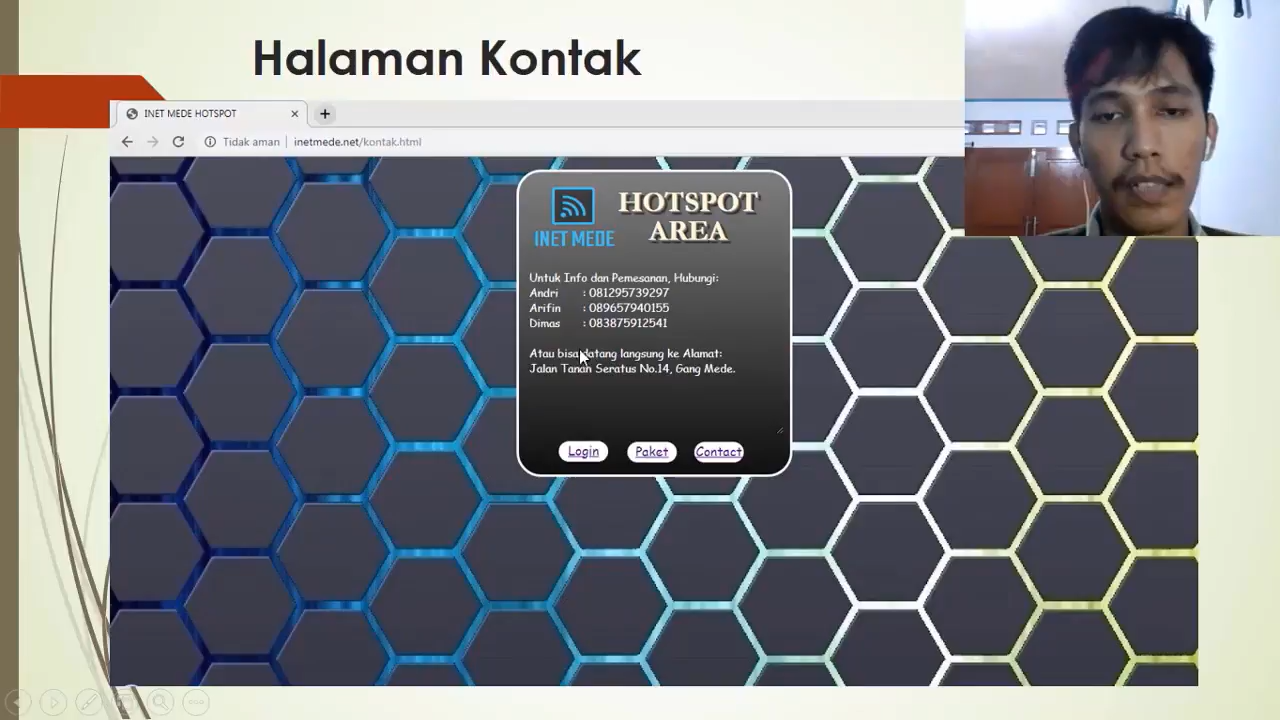 Halaman Kontak
INET MEDE HOTSPOT
Tidak aman
inetmede.net/kontak.html
INET MEDE
HOTSPOT
AREA
Untuk Info dan Pemesanan, Hubungi:
Andri : 081295739297
Arifin : 089657940155
Dimas : 083875912541
Atau bisa datang langsung ke Alamat:
Jalan Tanah Seratus No.14, Gang Mede.
Login
Paket
Contact